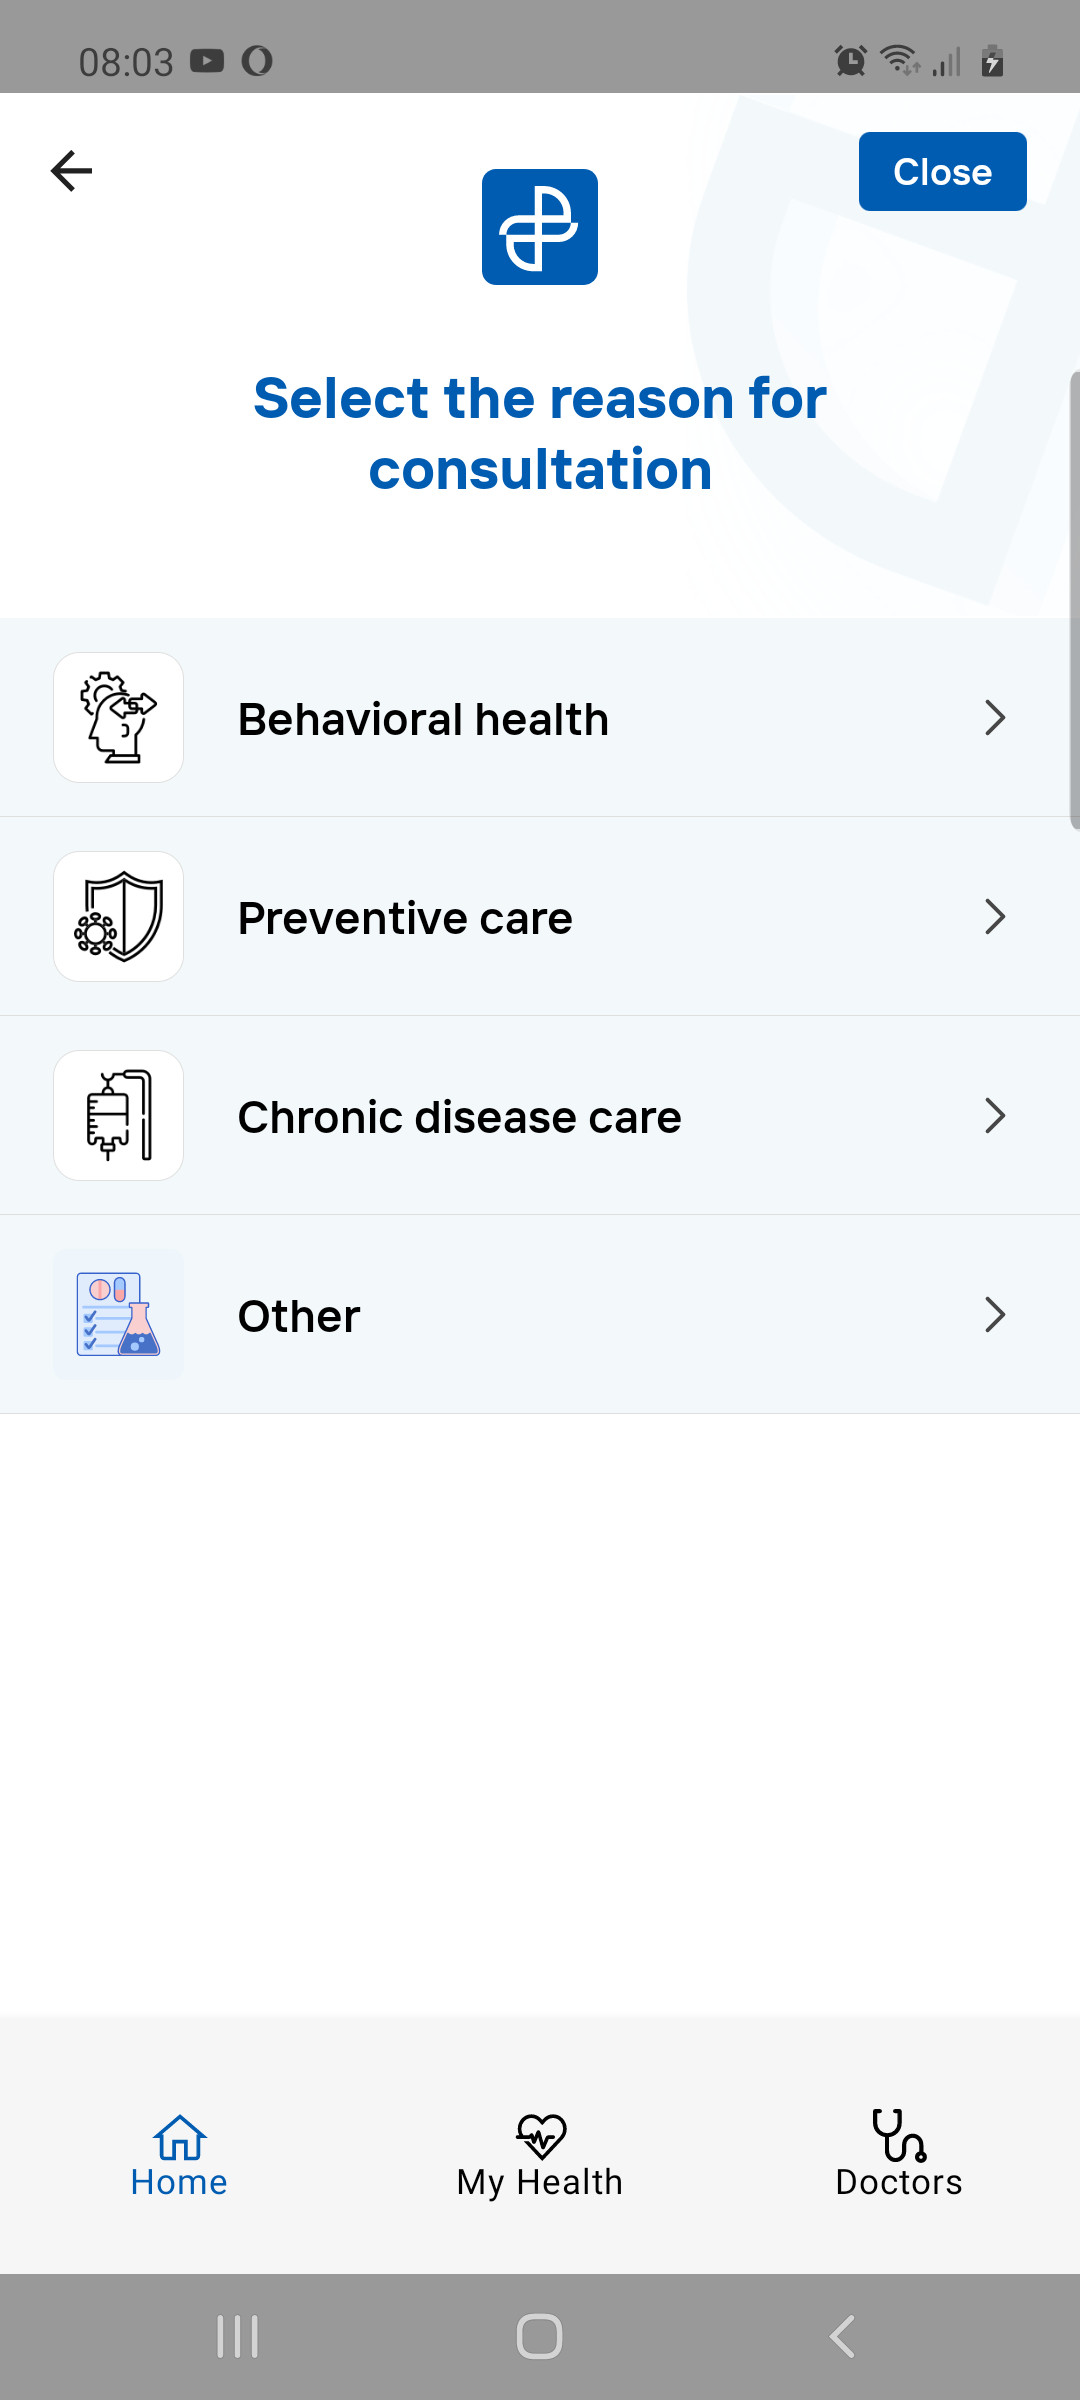 08:03
Close
Select the reason for
consultation
Behavioral health
Preventive care
Chronic disease care
Other
Home
My Health
Doctors